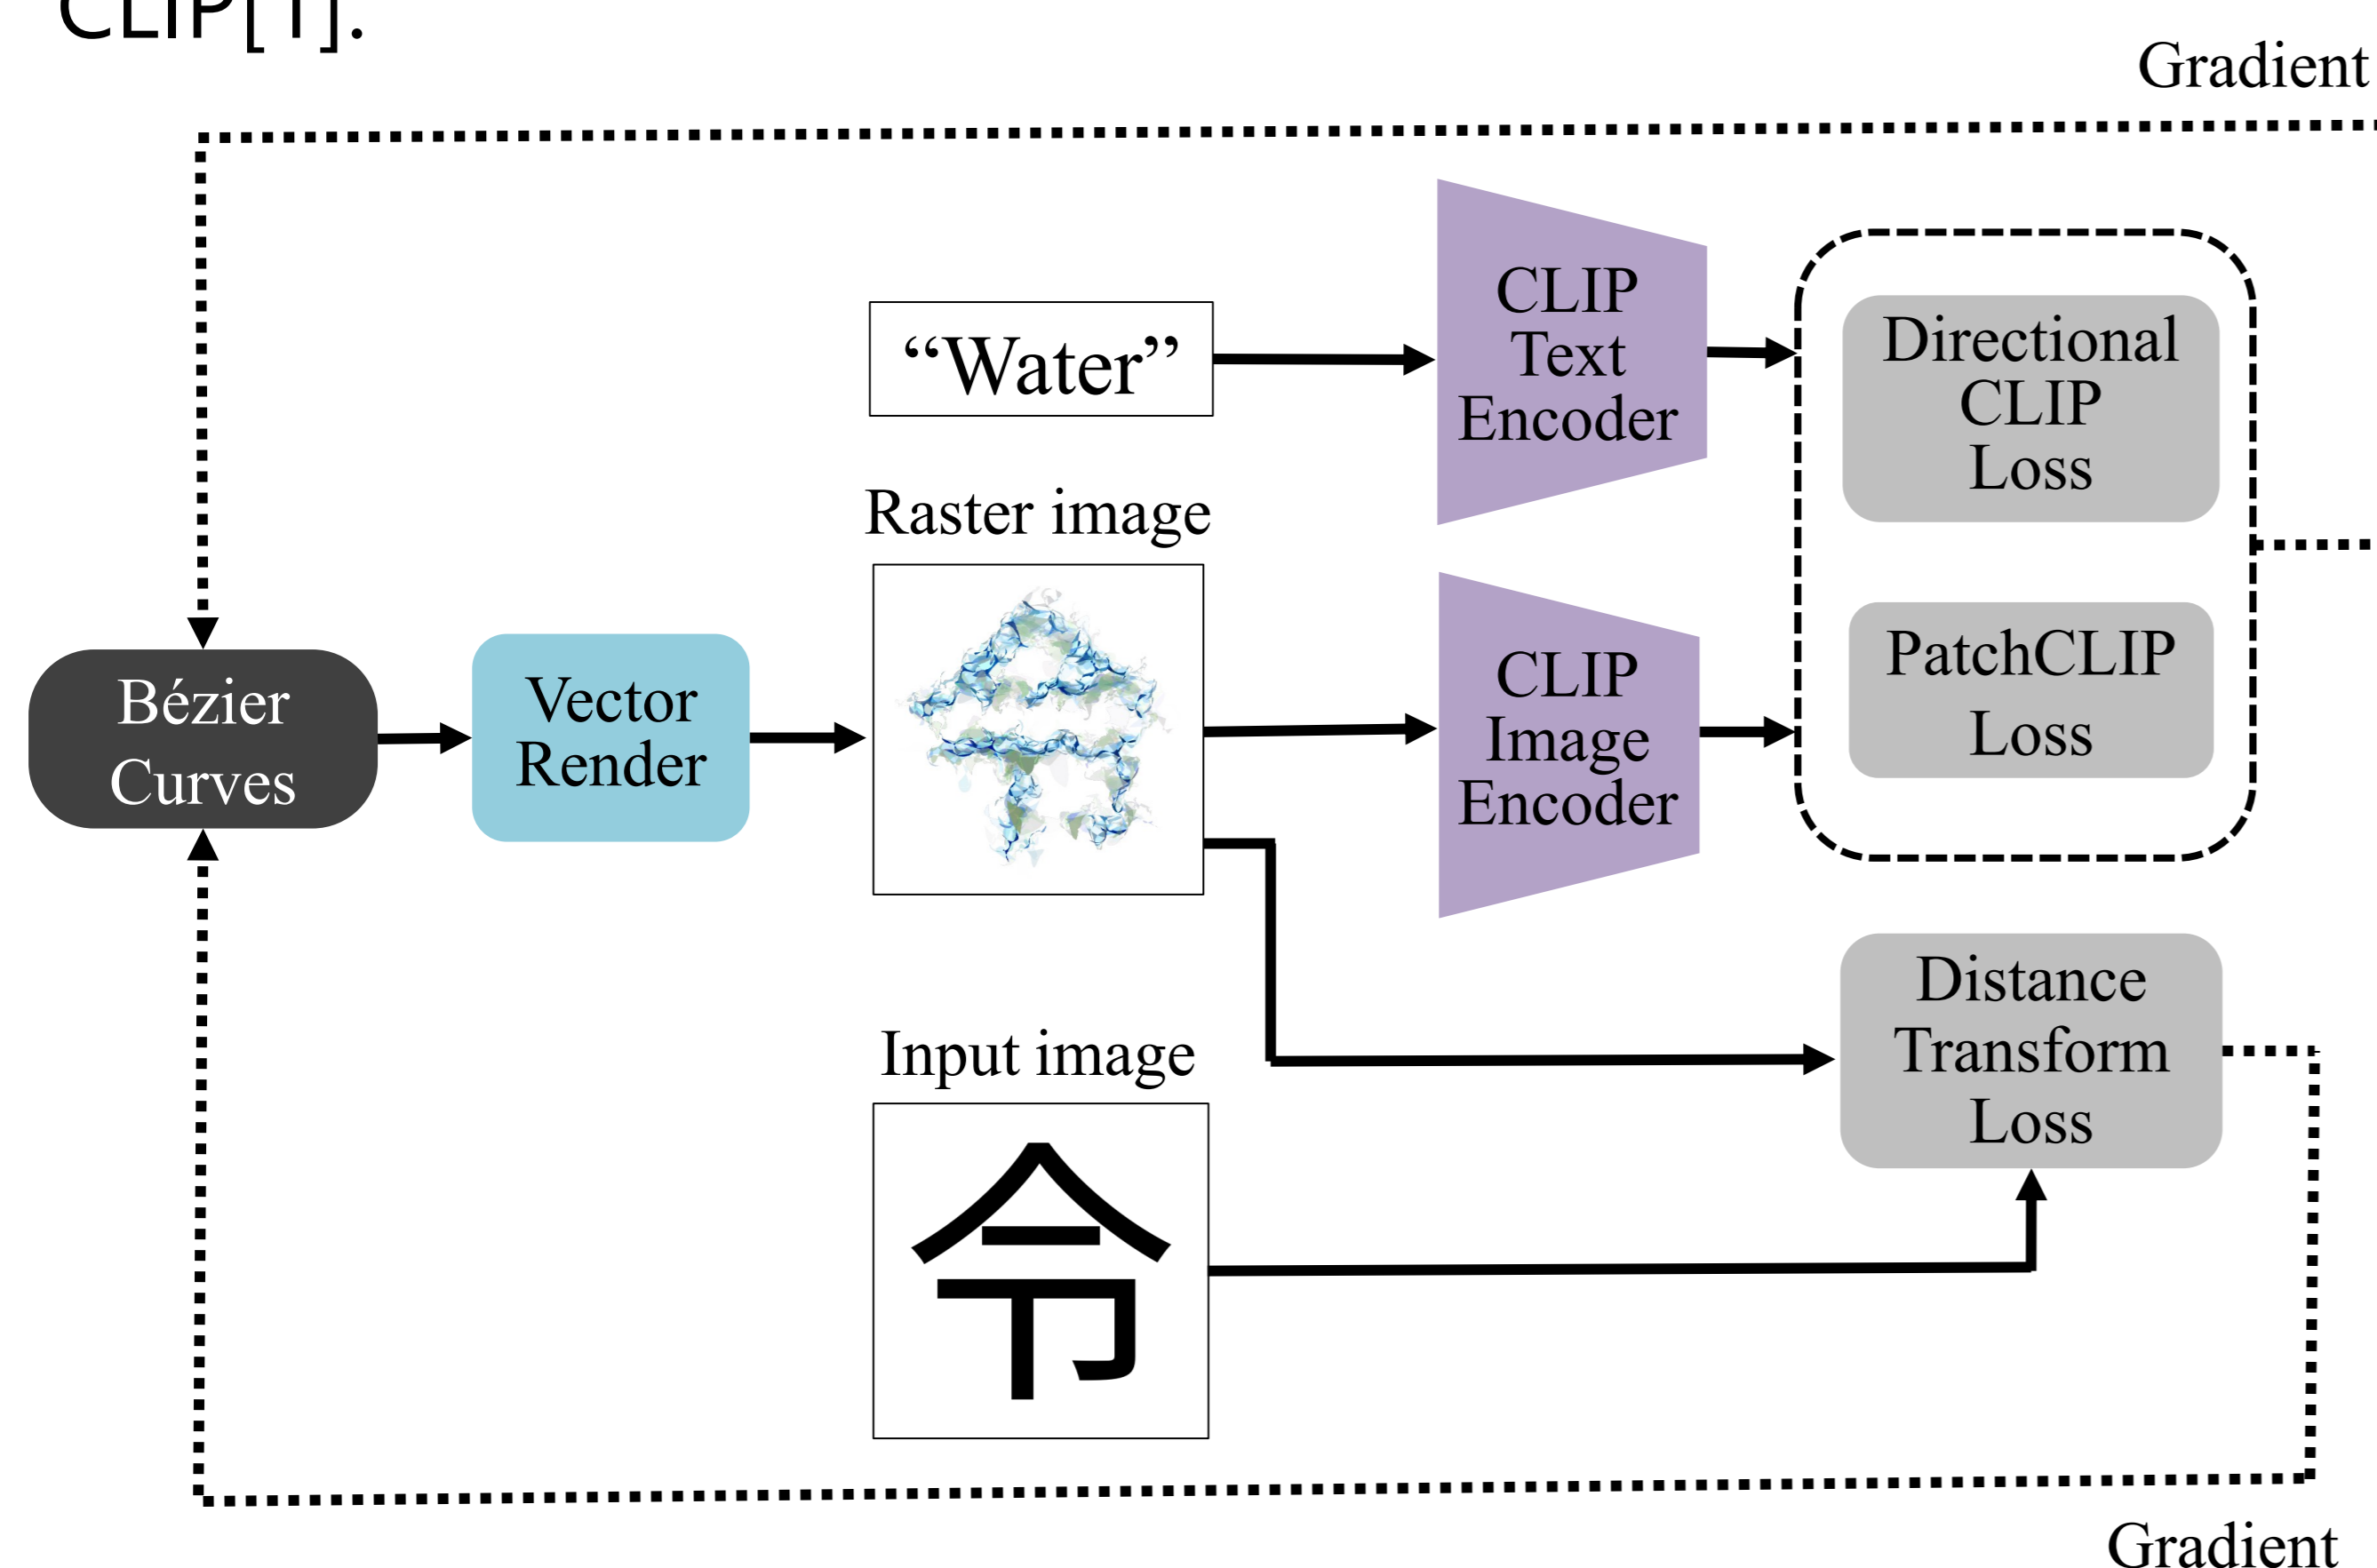 CLIP[1].
Gradient
“Water”
CLIP
Text
Encoder
Directional
CLIP
Loss
Raster image
CLIP
Image
Encoder
PatchCLIP
Loss
Bézier
Curves
Vector
Render
Distance
Transform
Loss
Input image
令
Gradient